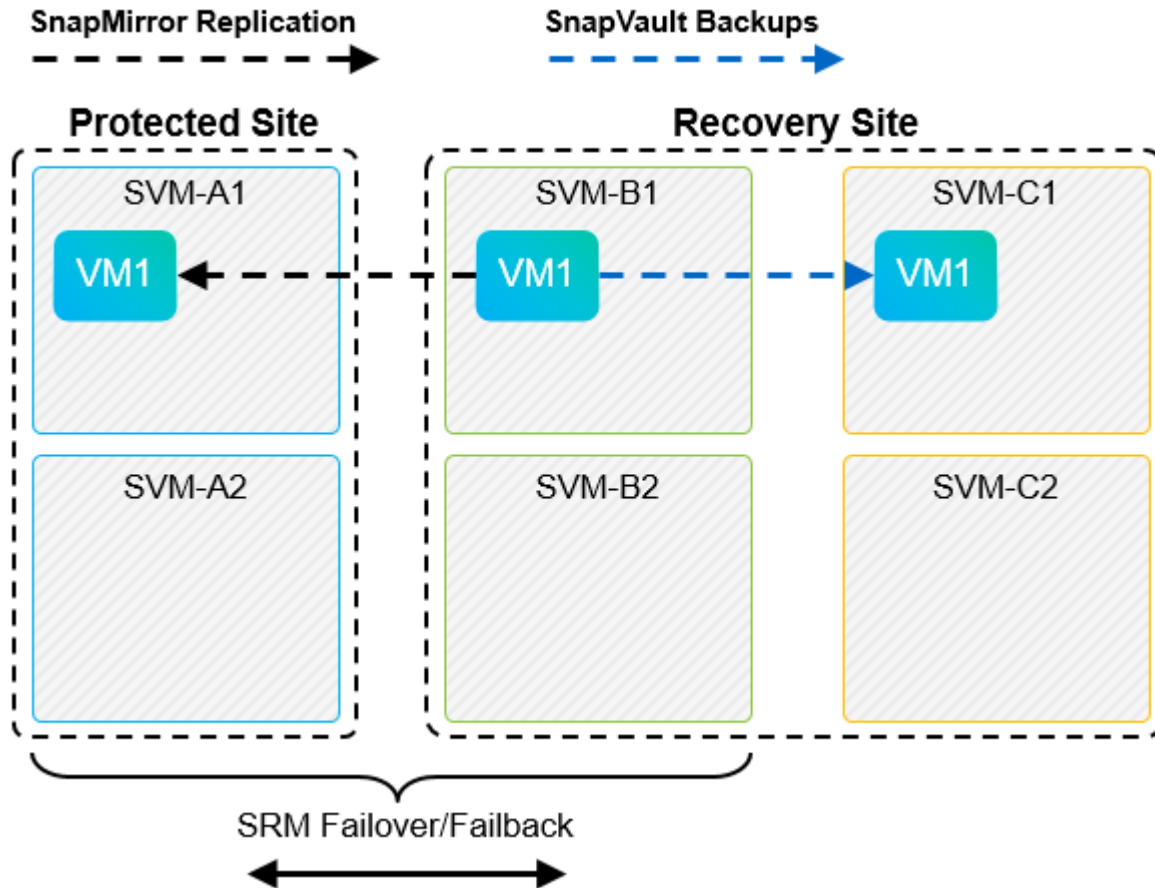 SnapMirror Replication
SnapVault Backups
Protected Site
Recovery Site
SVM-A1
SVM-B1
SVM-C1
VM1
VM1
VM1
SVM-A2
SVM-B2
SVM-C2
SRM Failover/Failback